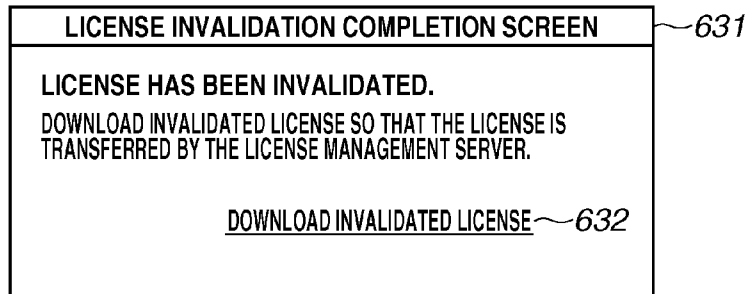 LICENSE INVALIDATION COMPLETION SCREEN 631
LICENSE HAS BEEN INVALIDATED.
DOWNLOAD INVALIDATED LICENSE SO THAT THE LICENSE IS
TRANSFERRED BY THE LICENSE MANAGEMENT SERVER.
DOWNLOAD INVALIDATED LICENSE 632